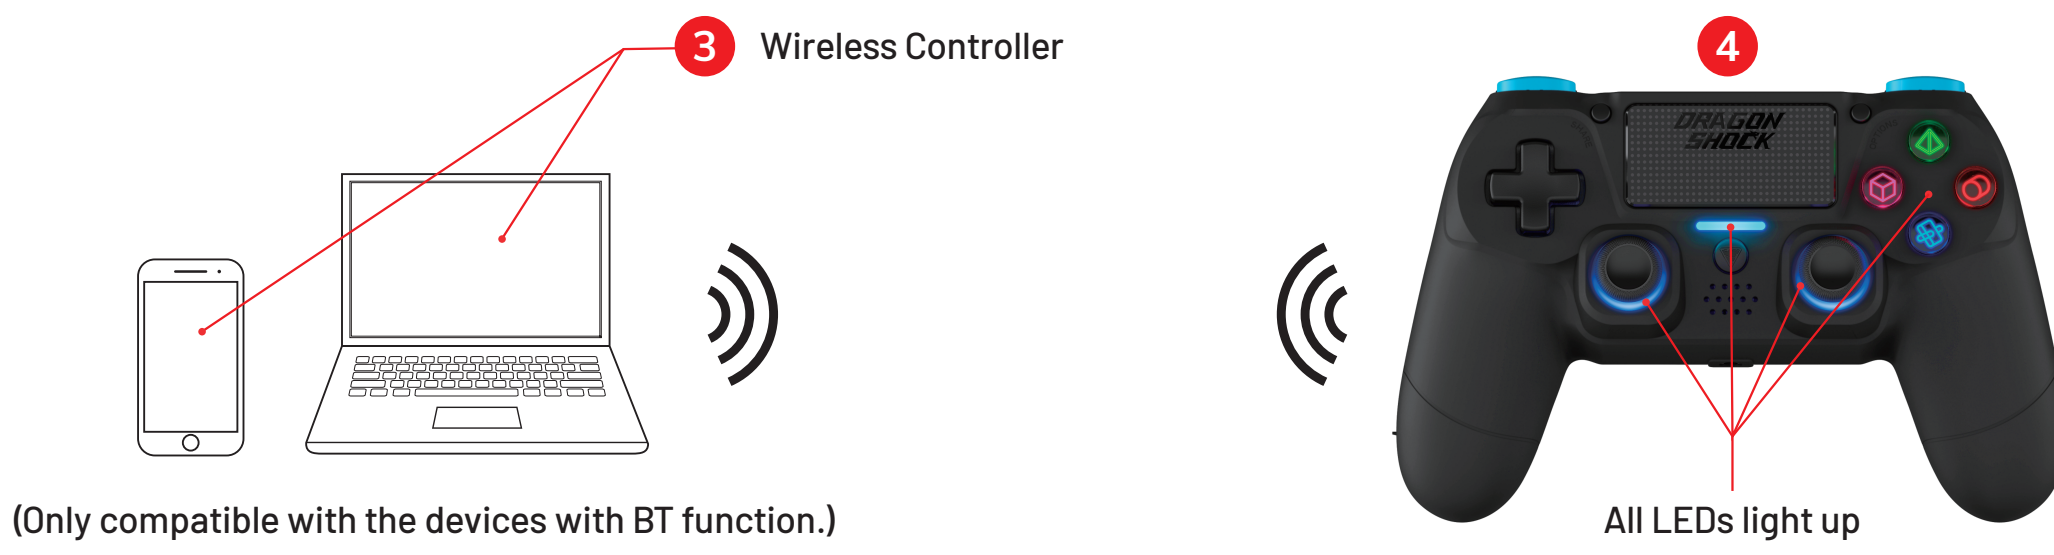 3 Wireless Controller
4
DRAGON
SHOCK
(Only compatible with the devices with BT function.)
All LEDs light up